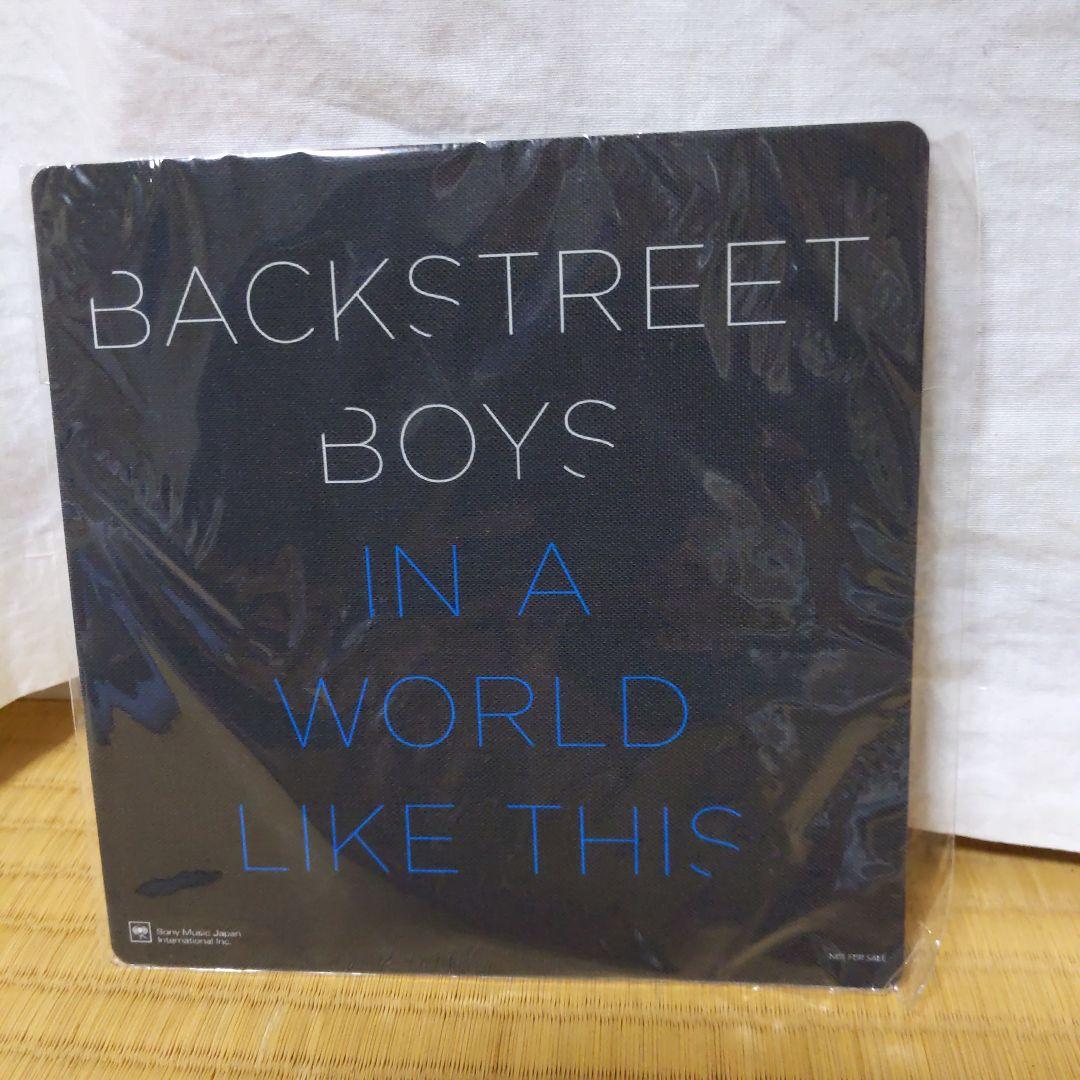 BACKSTREET
BOYS
IN A
WORLD
LIKE THIS
Sony Music Japan
International Inc.
NOT FOR SALE